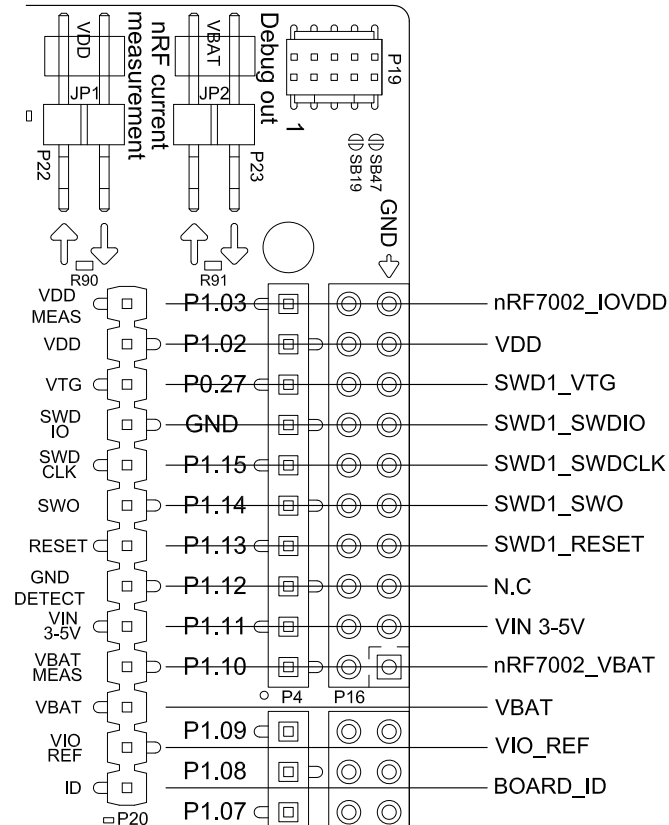 VDD
nRF current
measurement
VBAT
Debug out
1
P19
JP1
JP2
P22
P23
SB19
SB47
GND
R90
R91
VDD
MEAS
P1.03
nRF7002_IOVDD
VDD
P1.02
VDD
VTG
P0.27
SWD1_VTG
SWD
IO
GND
SWD1_SWDIO
SWD
CLK
P1.15
SWD1_SWDCLK
SWO
P1.14
SWD1_SWO
RESET
P1.13
SWD1_RESET
GND
DETECT
P1.12
N.C
VIN
3-5V
P1.11
VIN 3-5V
VBAT
MEAS
P1.10
nRF7002_VBAT
P4
P16
VBAT
VBAT
P1.09
VIO
REF
VIO_REF
P1.08
ID
BOARD_ID
P1.07
P20